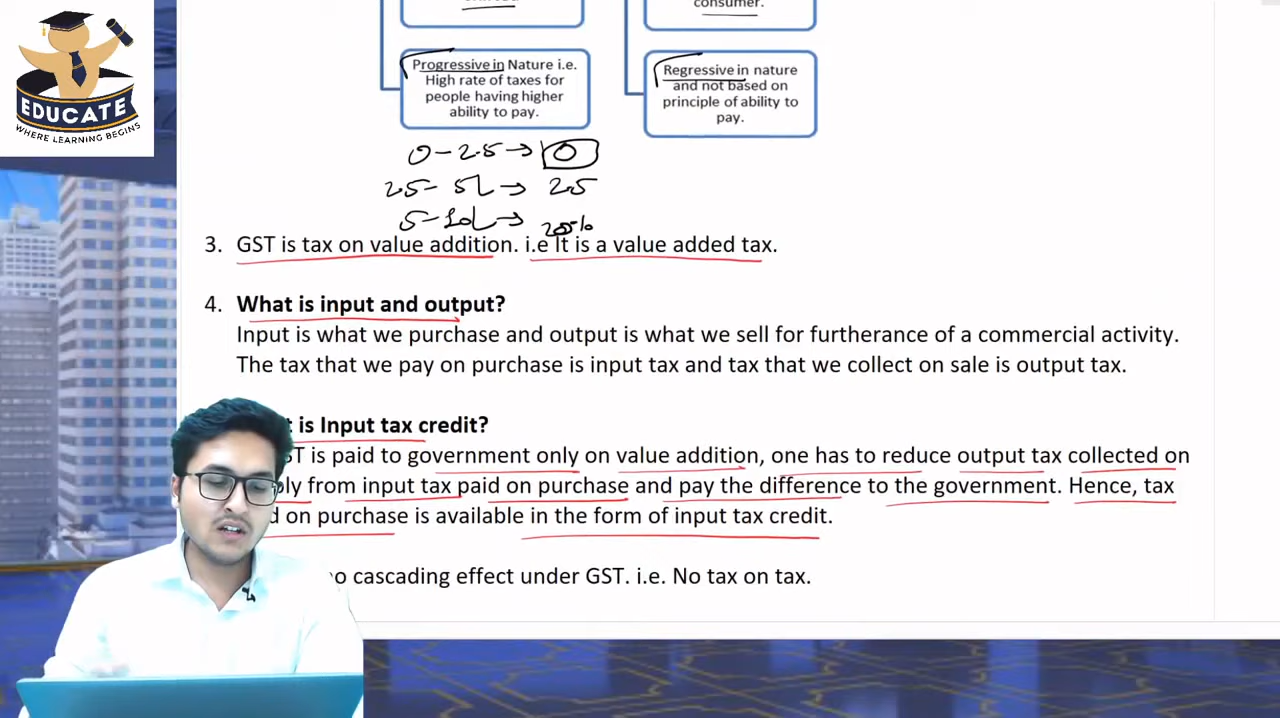 consumer.
Progressive in Nature i.e.
High rate of taxes for
people having higher
ability to pay.
Regressive in nature
and not based on
principle of ability to
pay.
EDUCATE
WHERE LEARNING BEGINS
0-2.5→ 0
2.5- 5L→ 2.5
5-10L→
3. GST is tax on value addition. i.e It is a value added tax.
4. What is input and output?
Input is what we purchase and output is what we sell for furtherance of a commercial activity.
The tax that we pay on purchase is input tax and tax that we collect on sale is output tax.
is Input tax credit?
is paid to government only on value addition, one has to reduce output tax collected on
from input tax paid on purchase and pay the difference to the government. Hence, tax
on purchase is available in the form of input tax credit.
cascading effect under GST. i.e. No tax on tax.